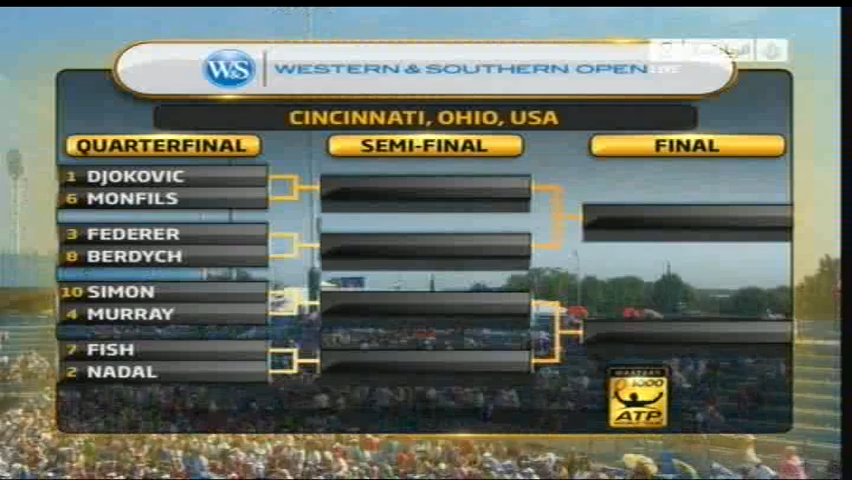 W&S WESTERN & SOUTHERN OPEN
CINCINNATI, OHIO, USA
QUARTERFINAL SEMI-FINAL FINAL
1 DJOKOVIC
6 MONFILS
3 FEDERER
8 BERDYCH
10 SIMON
4 MURRAY
7 FISH
2 NADAL
MASTERS
1000
ATP